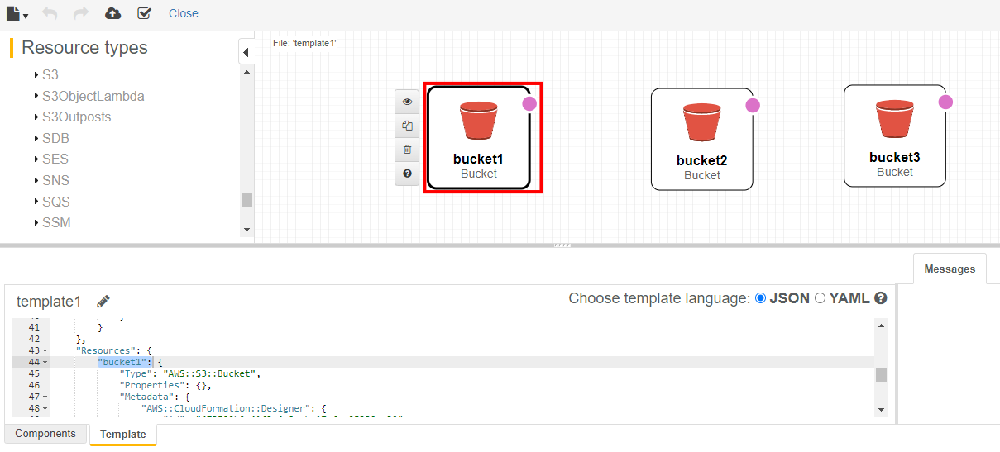 Close
Resource types
S3
S3ObjectLambda
S3Outposts
SDB
SES
SNS
SQS
SSM
File: 'template1'
bucket1
Bucket
bucket2
Bucket
bucket3
Bucket
Messages
template1
Choose template language: JSON YAML
41 }
42 },
43 "Resources": {
44 "bucket1": {
45 "Type": "AWS::S3::Bucket",
46 "Properties": {},
47 "Metadata": {
48 "AWS::CloudFormation::Designer": {
Components
Template